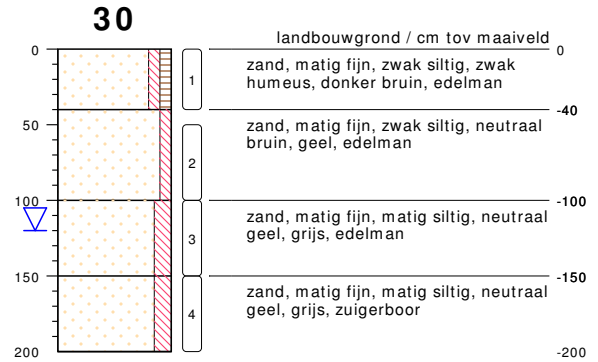 30
landbouwgrond / cm tov maaiveld
0
0
zand, matig fijn, zwak siltig, zwak
humeus, donker bruin, edelman
1
-40
50
zand, matig fijn, zwak siltig, neutraal
bruin, geel, edelman
2
100
-100
zand, matig fijn, matig siltig, neutraal
geel, grijs, edelman
3
150
-150
zand, matig fijn, matig siltig, neutraal
geel, grijs, zuigerboor
4
200
-200